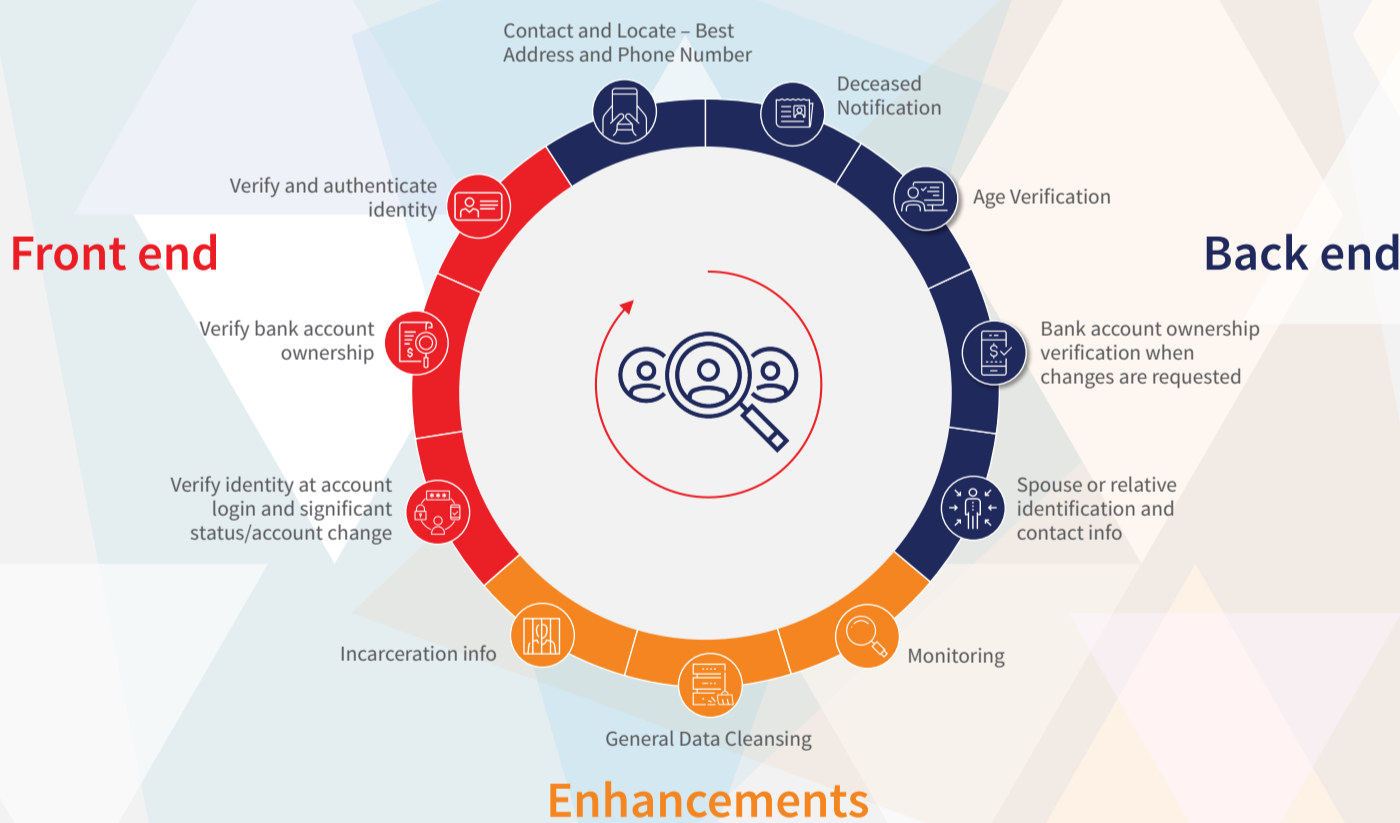 Contact and Locate – Best
Address and Phone Number
Deceased
Notification
Verify and authenticate
identity
Age Verification
Front end
Back end
Verify bank account
ownership
Bank account ownership
verification when
changes are requested
Verify identity at account
login and significant
status/account change
Spouse or relative
identification and
contact info
Incarceration info
Monitoring
General Data Cleansing
Enhancements